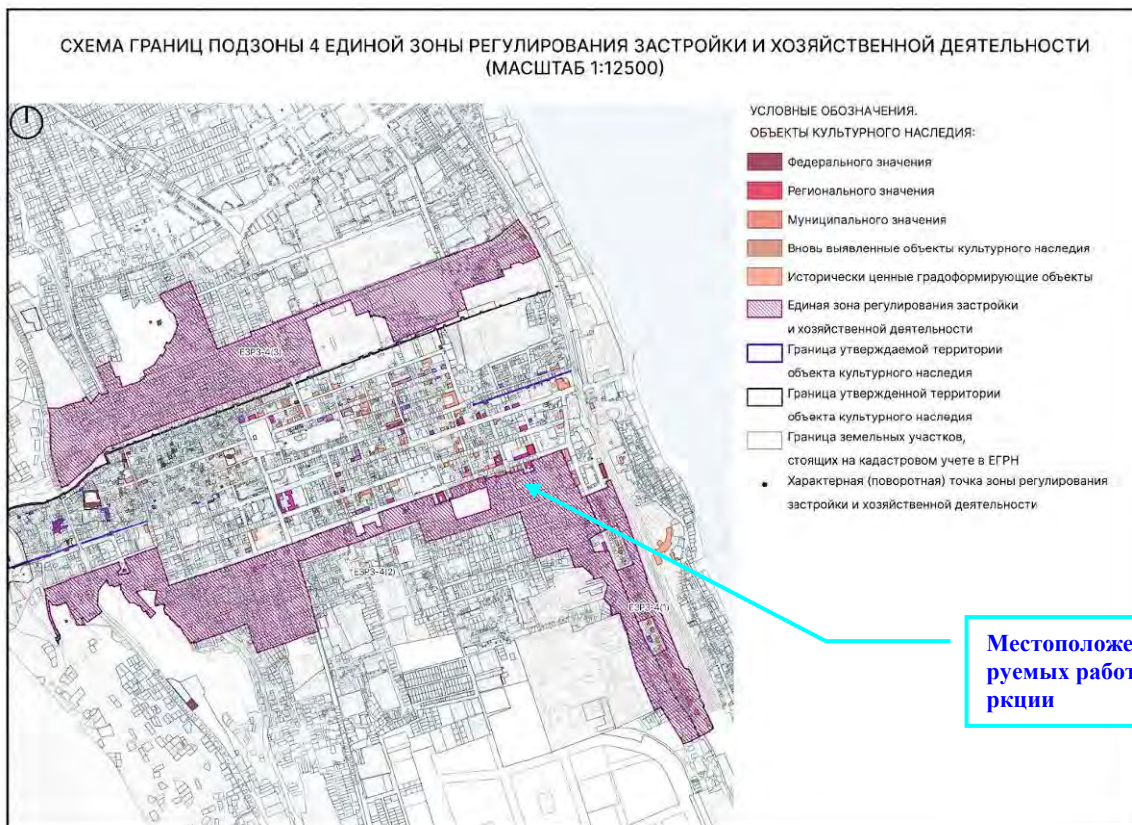 СХЕМА ГРАНИЦ ПОДЗОНЫ 4 ЕДИНОЙ ЗОНЫ РЕГУЛИРОВАНИЯ ЗАСТРОЙКИ И ХОЗЯЙСТВЕННОЙ ДЕЯТЕЛЬНОСТИ
(МАСШТАБ 1:12500)
УСЛОВНЫЕ ОБОЗНАЧЕНИЯ.
ОБЪЕКТЫ КУЛЬТУРНОГО НАСЛЕДИЯ:
Федерального значения
Регионального значения
Муниципального значения
Вновь выявленные объекты культурного наследия
Исторически ценные градоформирующие объекты
Единая зона регулирования застройки
и хозяйственной деятельности
Граница утверждаемой территории
объекта культурного наследия
Граница утвержденной территории
объекта культурного наследия
Граница земельных участков,
стоящих на кадастровом учете в ЕГРН
Характерная (поворотная) точка зоны регулирования
застройки и хозяйственной деятельности
ЕЗРЗ-4(3)
ЕЗРЗ-4(2)
ЕЗРЗ-4(1)
Местоположе
руемых работ
ркции